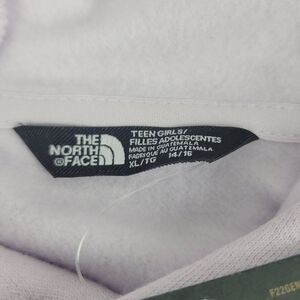 THE
NORTH
FACE
TEEN GIRLS/
FILLES ADOLESCENTES
MADE IN GUATEMALA
FABRIQUÉ AU GUATEMALA
XL/TG 14/16